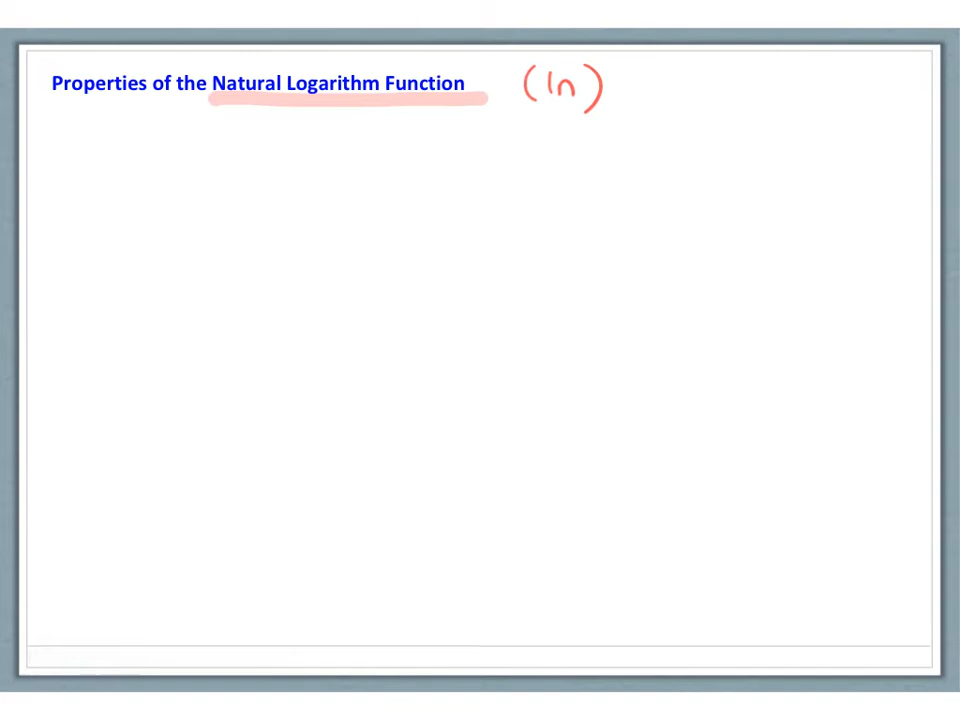 Properties of the Natural Logarithm Function (ln)